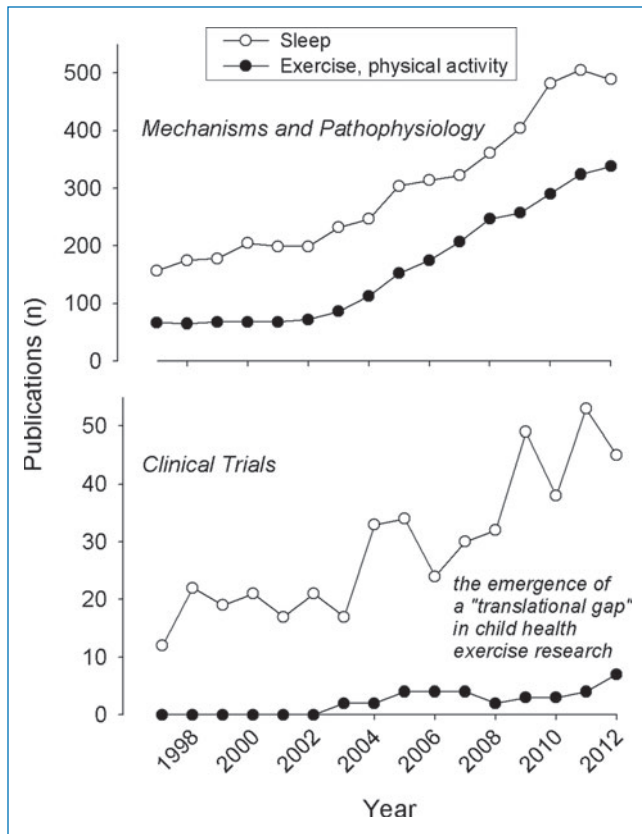 Sleep
Exercise, physical activity
Mechanisms and Pathophysiology
500
400
300
200
100
0
Publications (n)
Clinical Trials
50
40
30
20
10
0
the emergence of
a "translational gap"
in child health
exercise research
1998
2000
2002
2004
2006
2008
2010
2012
Year